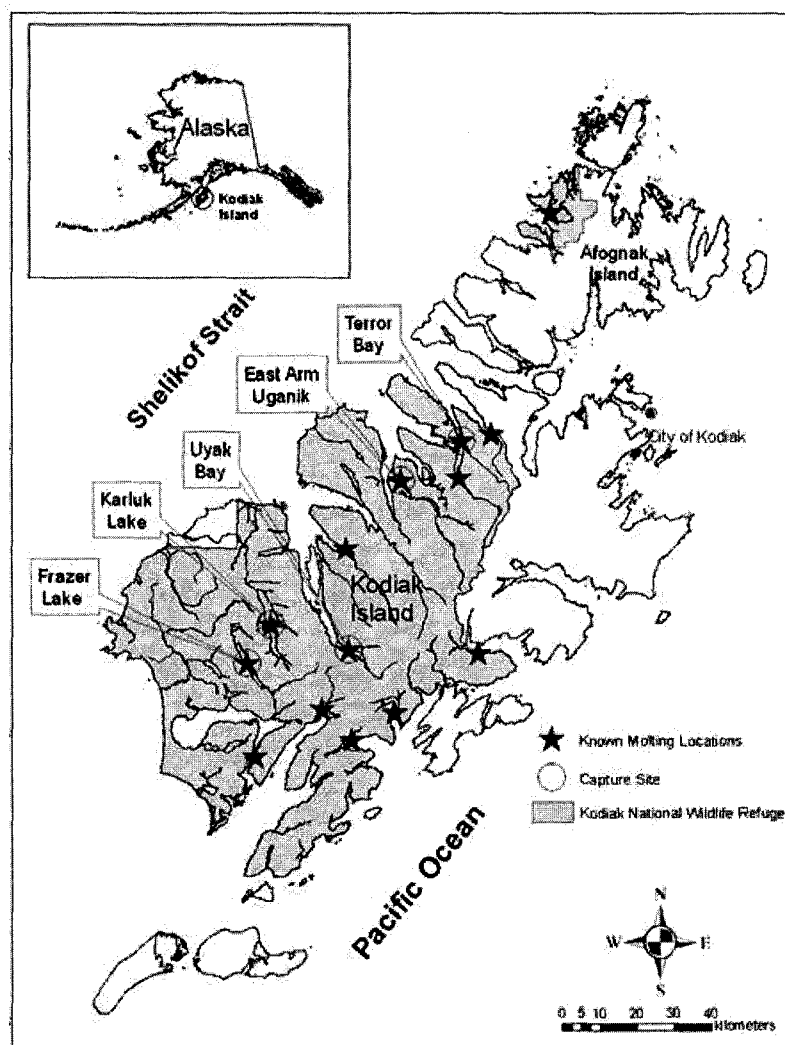 Alaska
Kodiak
Island
Shelikof Strait
Afognak
Island
Terror
Bay
East Arm
Uganik
City of Kodiak
Uyak
Bay
Karluk
Lake
Kodiak
Island
Frazer
Lake
Known Molting Locations
Capture Site
Kodiak National Wildlife Refuge
Pacific Ocean
N
W E
S
0 5 10 20 30 40
Kilometers